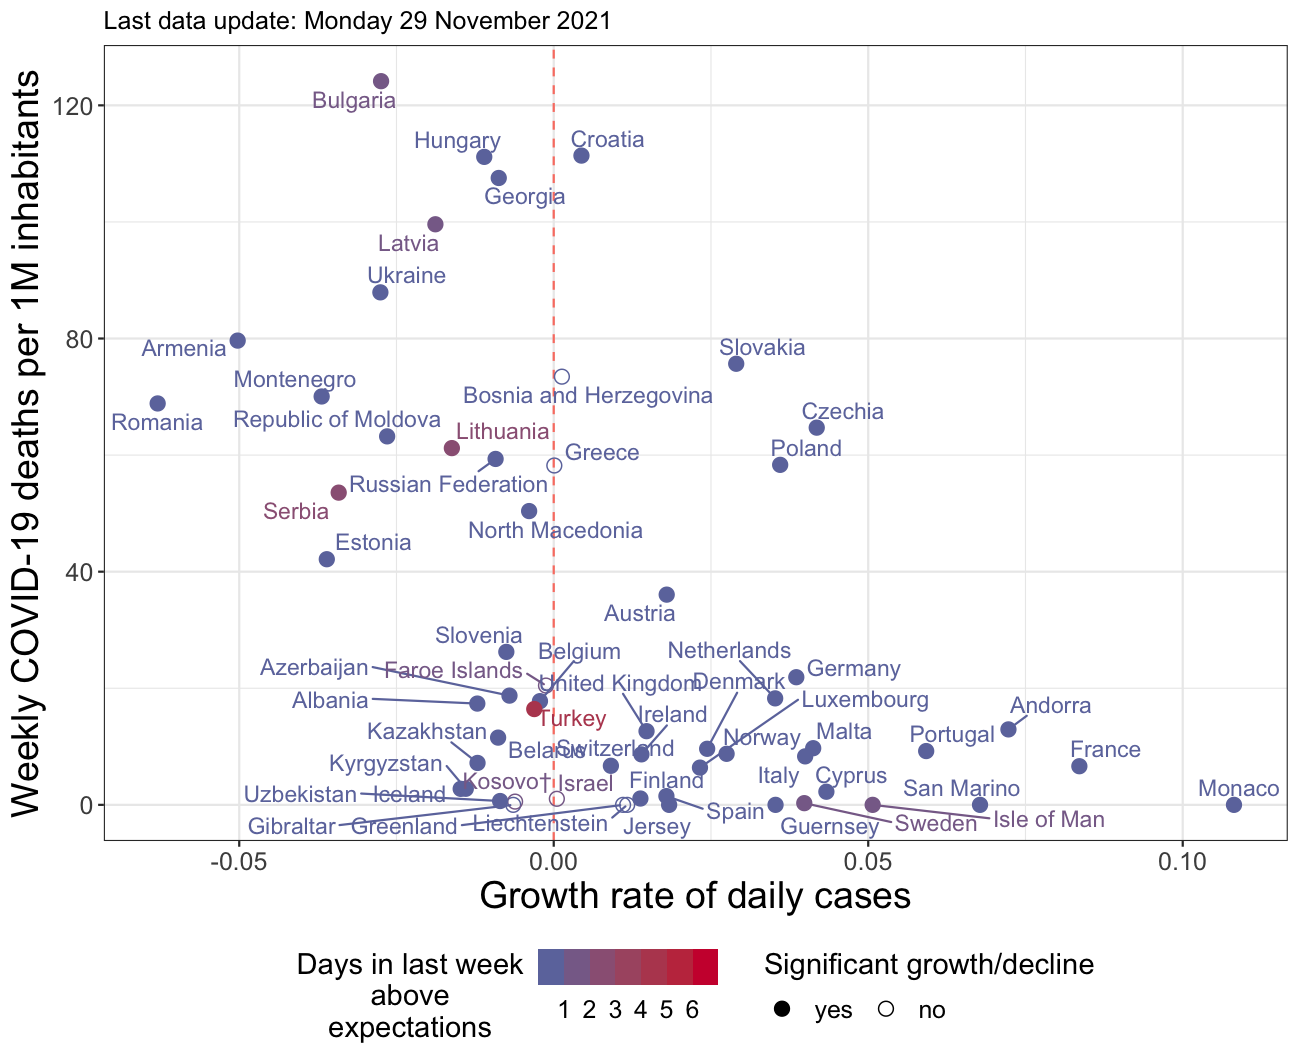 Last data update: Monday 29 November 2021
Weekly COVID-19 deaths per 1M inhabitants
120
80
40
0
Bulgaria
Hungary
Croatia
Georgia
Latvia
Ukraine
Armenia
Slovakia
Montenegro
Bosnia and Herzegovina
Romania
Republic of Moldova
Czechia
Lithuania
Greece
Poland
Russian Federation
Serbia
North Macedonia
Estonia
Austria
Slovenia
Belgium
Netherlands
Azerbaijan
Faroe Islands
Germany
United Kingdom
Denmark
Albania
Luxembourg
Turkey
Ireland
Andorra
Kazakhstan
Belarus
Switzerland
Norway
Malta
Portugal
France
Kyrgyzstan
Kosovo†
Israel
Finland
Italy
Cyprus
San Marino
Monaco
Uzbekistan
Iceland
Gibraltar
Greenland
Liechtenstein
Jersey
Spain
Guernsey
Sweden
Isle of Man
-0.05
0.00
0.05
0.10
Growth rate of daily cases
Days in last week
above
expectations
1 2 3 4 5 6
Significant growth/decline
yes
no